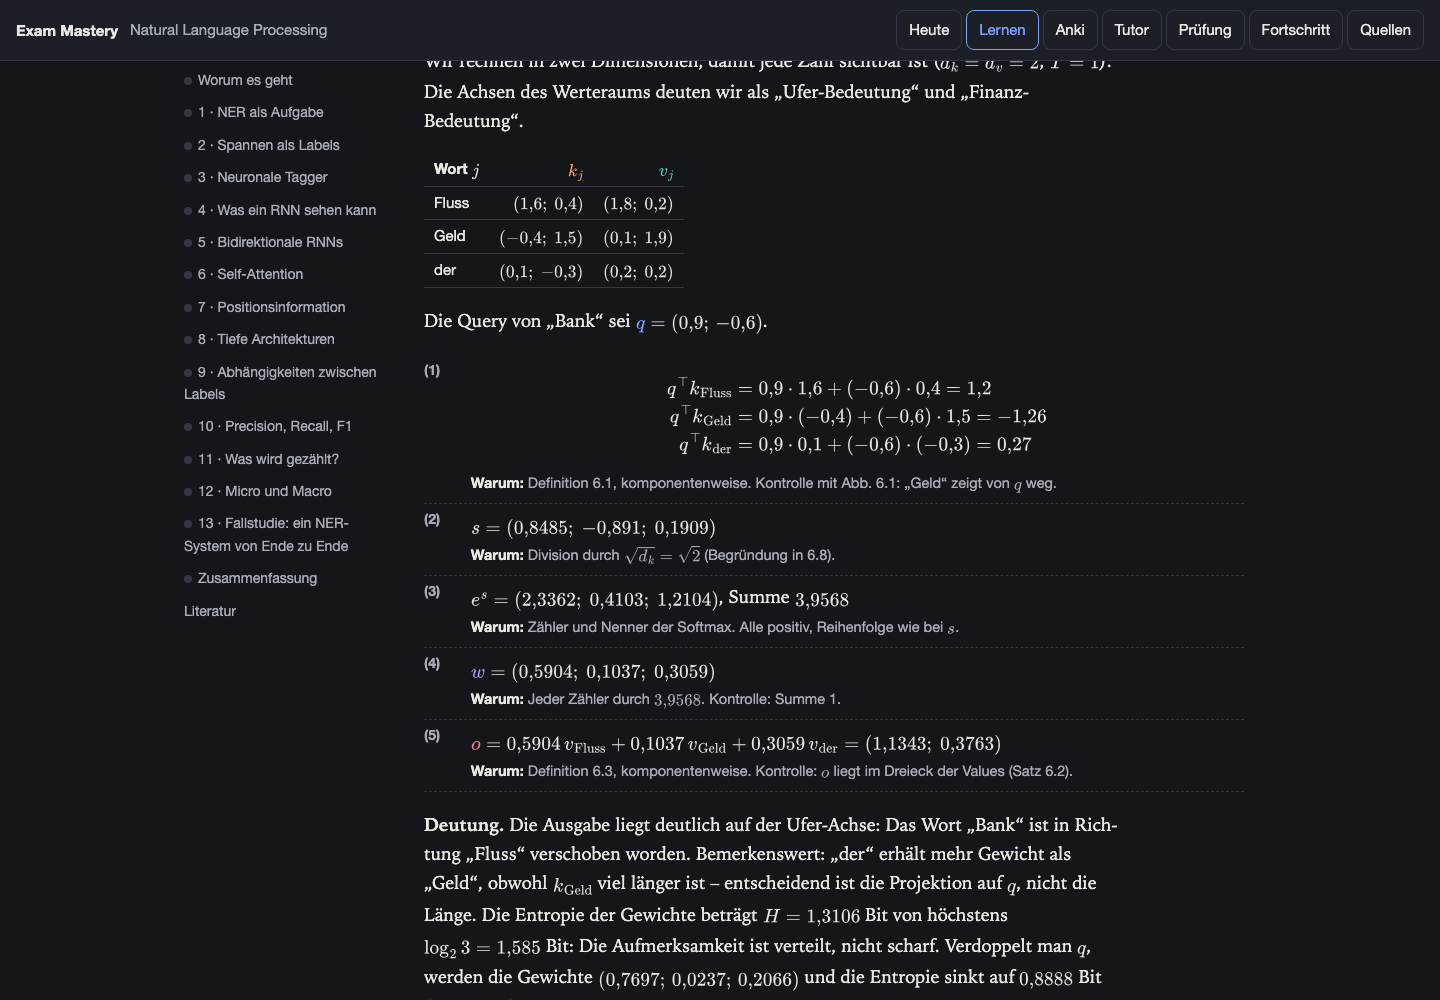 Exam Mastery Natural Language Processing Heute Lernen Anki Tutor Prüfung Fortschritt Quellen
Worum es geht
1 · NER als Aufgabe
2 · Spannen als Labels
3 · Neuronale Tagger
4 · Was ein RNN sehen kann
5 · Bidirektionale RNNs
6 · Self-Attention
7 · Positionsinformation
8 · Tiefe Architekturen
9 · Abhängigkeiten zwischen
Labels
10 · Precision, Recall, F1
11 · Was wird gezählt?
12 · Micro und Macro
13 · Fallstudie: ein NER-
System von Ende zu Ende
Zusammenfassung
Literatur
Wir rechnen in zwei Dimensionen, damit jede Zahl sichtbar ist (d_k = d_v = 2, T = 1).
Die Achsen des Werteraums deuten wir als „Ufer-Bedeutung“ und „Finanz-
Bedeutung“.
Wort j k_j v_j
Fluss (1,6; 0,4) (1,8; 0,2)
Geld (−0,4; 1,5) (0,1; 1,9)
der (0,1; −0,3) (0,2; 0,2)
Die Query von „Bank“ sei q = (0,9; −0,6).
(1)
q⊤k_Fluss = 0,9 · 1,6 + (−0,6) · 0,4 = 1,2
q⊤k_Geld = 0,9 · (−0,4) + (−0,6) · 1,5 = −1,26
q⊤k_der = 0,9 · 0,1 + (−0,6) · (−0,3) = 0,27
Warum: Definition 6.1, komponentenweise. Kontrolle mit Abb. 6.1: „Geld“ zeigt von q weg.
(2) s = (0,8485; −0,891; 0,1909)
Warum: Division durch √d_k = √2 (Begründung in 6.8).
(3) e^s = (2,3362; 0,4103; 1,2104), Summe 3,9568
Warum: Zähler und Nenner der Softmax. Alle positiv, Reihenfolge wie bei s.
(4) w = (0,5904; 0,1037; 0,3059)
Warum: Jeder Zähler durch 3,9568. Kontrolle: Summe 1.
(5) o = 0,5904 v_Fluss + 0,1037 v_Geld + 0,3059 v_der = (1,1343; 0,3763)
Warum: Definition 6.3, komponentenweise. Kontrolle: o liegt im Dreieck der Values (Satz 6.2).
Deutung. Die Ausgabe liegt deutlich auf der Ufer-Achse: Das Wort „Bank“ ist in Rich-
tung „Fluss“ verschoben worden. Bemerkenswert: „der“ erhält mehr Gewicht als
„Geld“, obwohl k_Geld viel länger ist – entscheidend ist die Projektion auf q, nicht die
Länge. Die Entropie der Gewichte beträgt H = 1,3106 Bit von höchstens
log₂ 3 = 1,585 Bit: Die Aufmerksamkeit ist verteilt, nicht scharf. Verdoppelt man q,
werden die Gewichte (0,7697; 0,0237; 0,2066) und die Entropie sinkt auf 0,8888 Bit